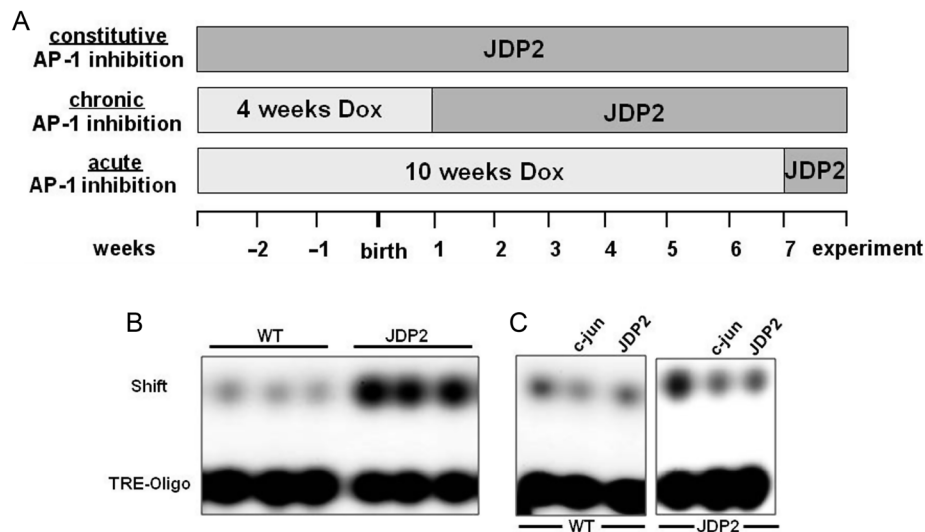 A
constitutive
AP-1 inhibition
JDP2
chronic
AP-1 inhibition
4 weeks Dox
JDP2
acute
AP-1 inhibition
10 weeks Dox
JDP2
weeks
-2 -1 birth 1 2 3 4 5 6 7 experiment
B
WT
JDP2
Shift
TRE-Oligo
C
c-jun
JDP2
c-jun
JDP2
WT
JDP2